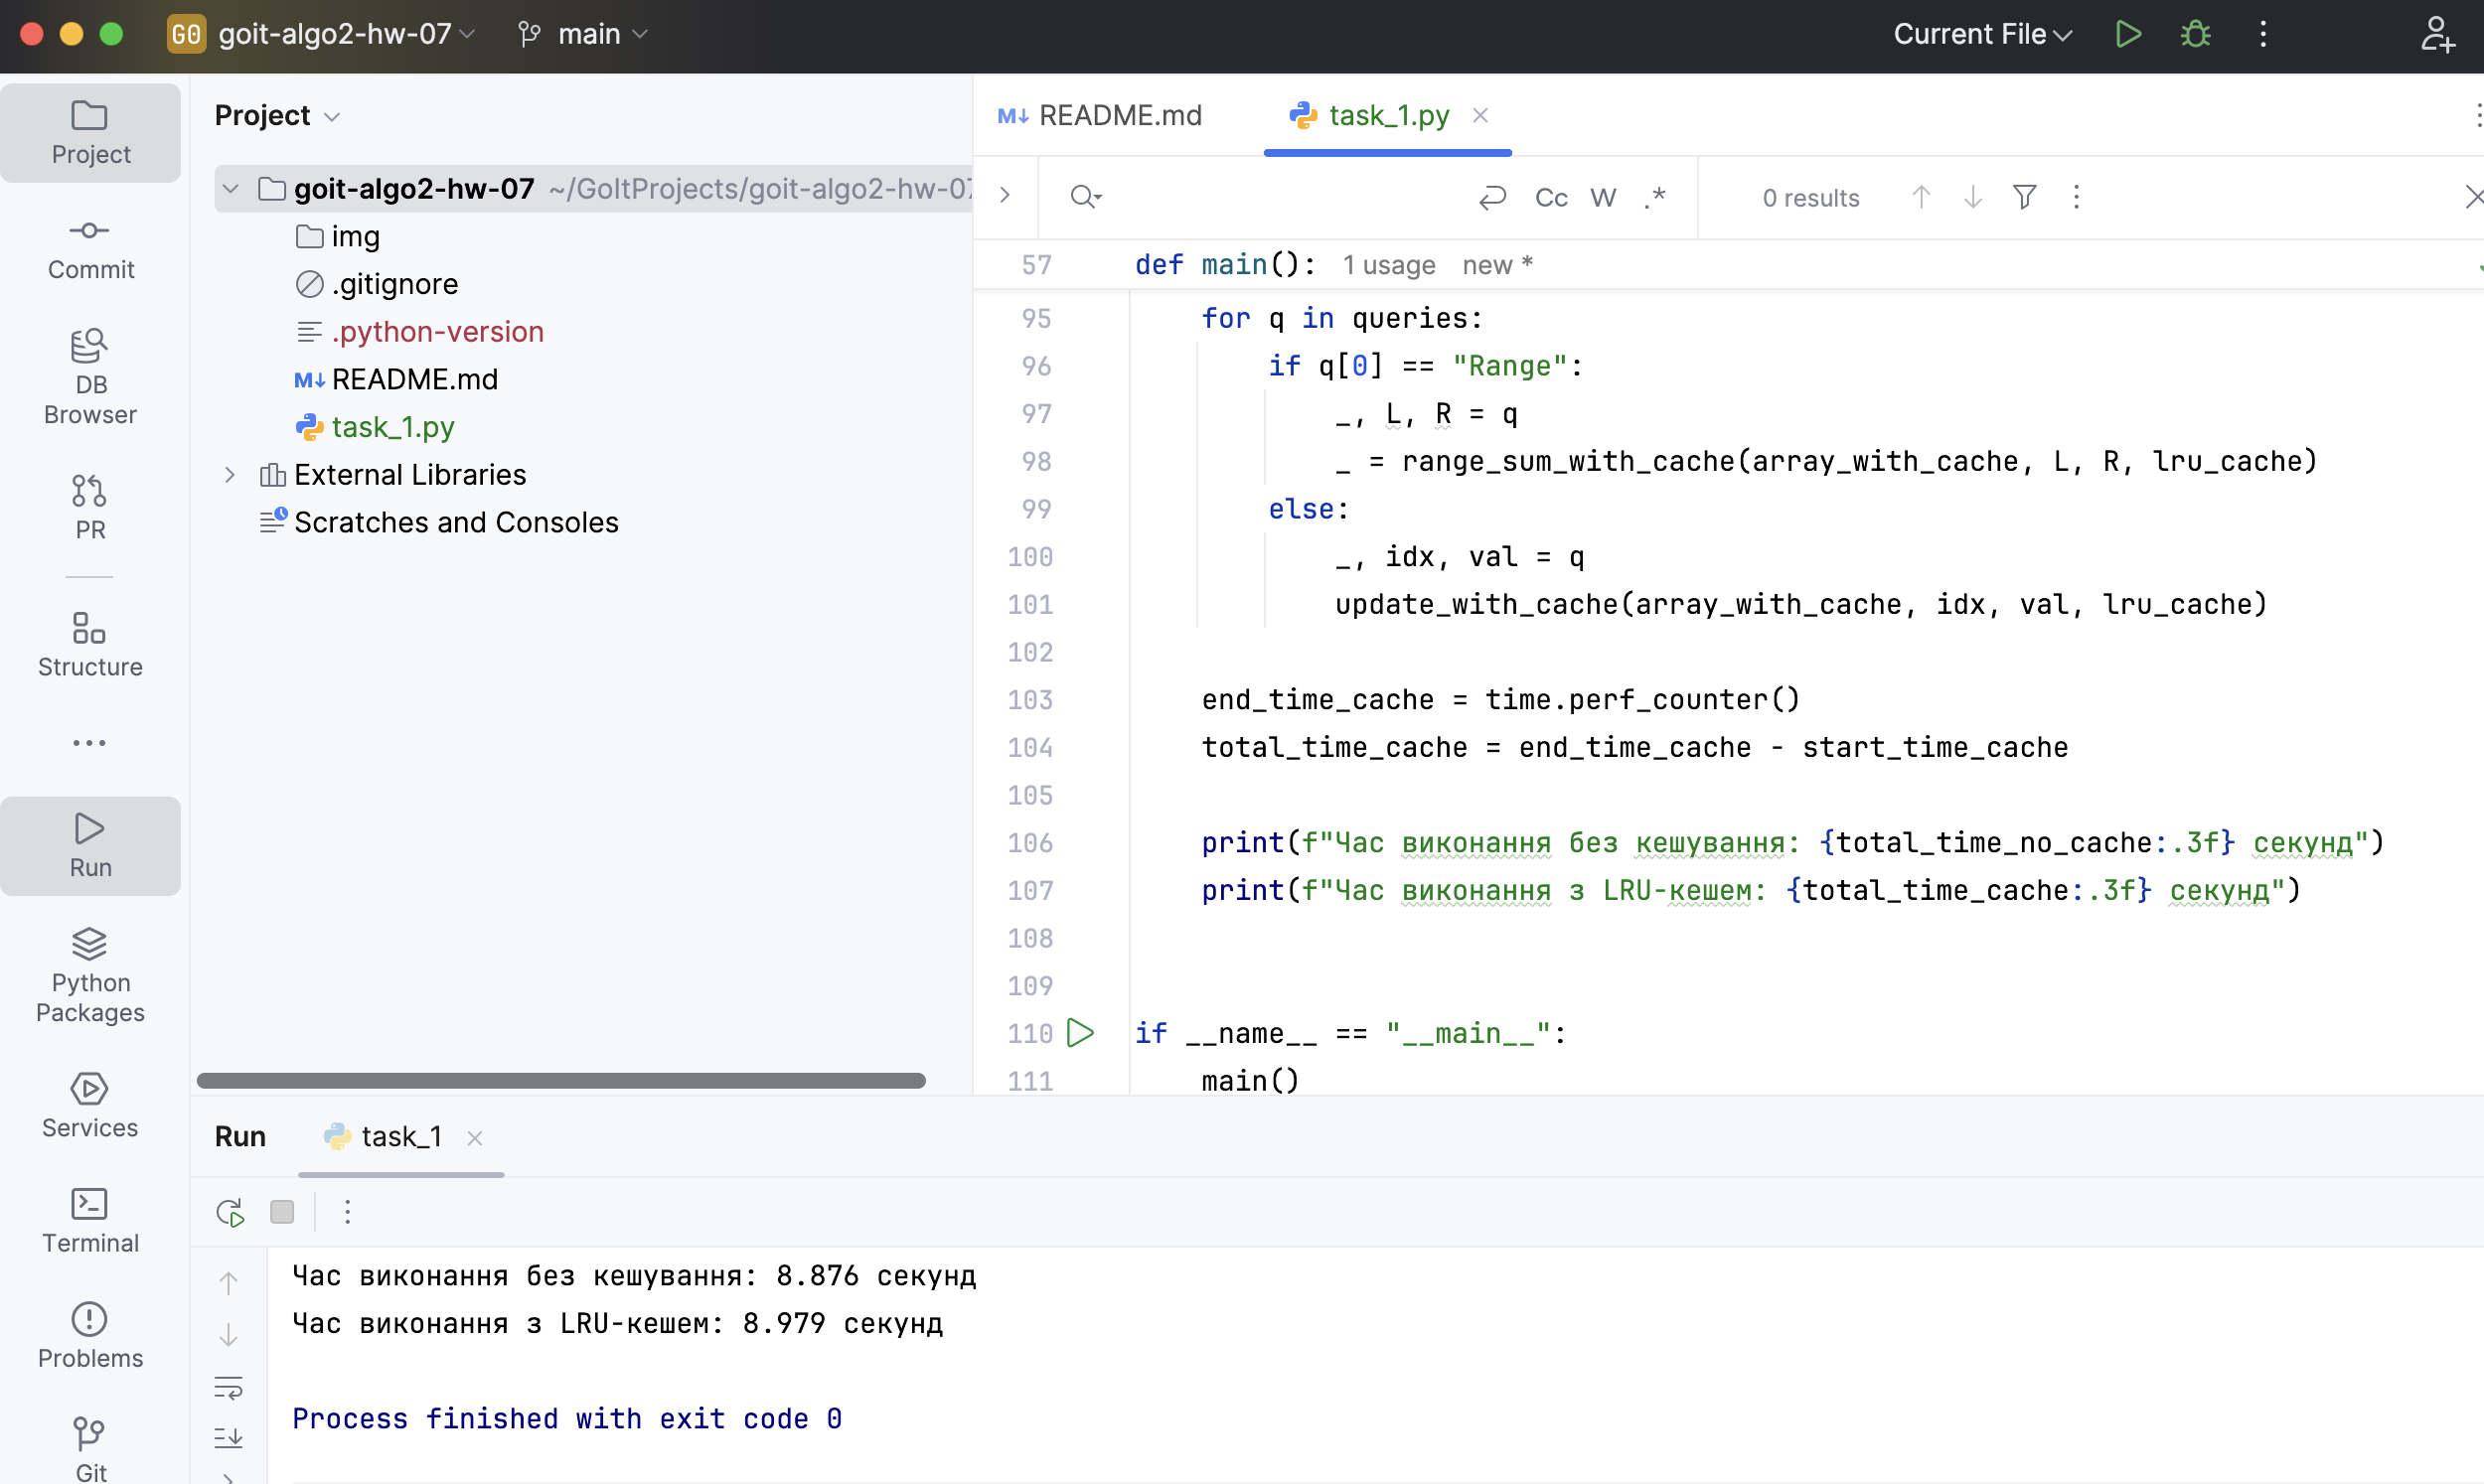 GO goit-algo2-hw-07 main Current File
Project
Commit
DB
Browser
PR
Structure
Run
Python
Packages
Services
Terminal
Problems
Git
Project
goit-algo2-hw-07 ~/GoItProjects/goit-algo2-hw-07
img
.gitignore
.python-version
M↓ README.md
task_1.py
External Libraries
Scratches and Consoles
M↓ README.md task_1.py
Cc W .* 0 results
57 def main(): 1 usage new *
95 for q in queries:
96 if q[0] == "Range":
97 _, L, R = q
98 _ = range_sum_with_cache(array_with_cache, L, R, lru_cache)
99 else:
100 _, idx, val = q
101 update_with_cache(array_with_cache, idx, val, lru_cache)
102
103 end_time_cache = time.perf_counter()
104 total_time_cache = end_time_cache - start_time_cache
105
106 print(f"Час виконання без кешування: {total_time_no_cache:.3f} секунд")
107 print(f"Час виконання з LRU-кешем: {total_time_cache:.3f} секунд")
108
109
110 if __name__ == "__main__":
111 main()
Run task_1
Час виконання без кешування: 8.876 секунд
Час виконання з LRU-кешем: 8.979 секунд
Process finished with exit code 0